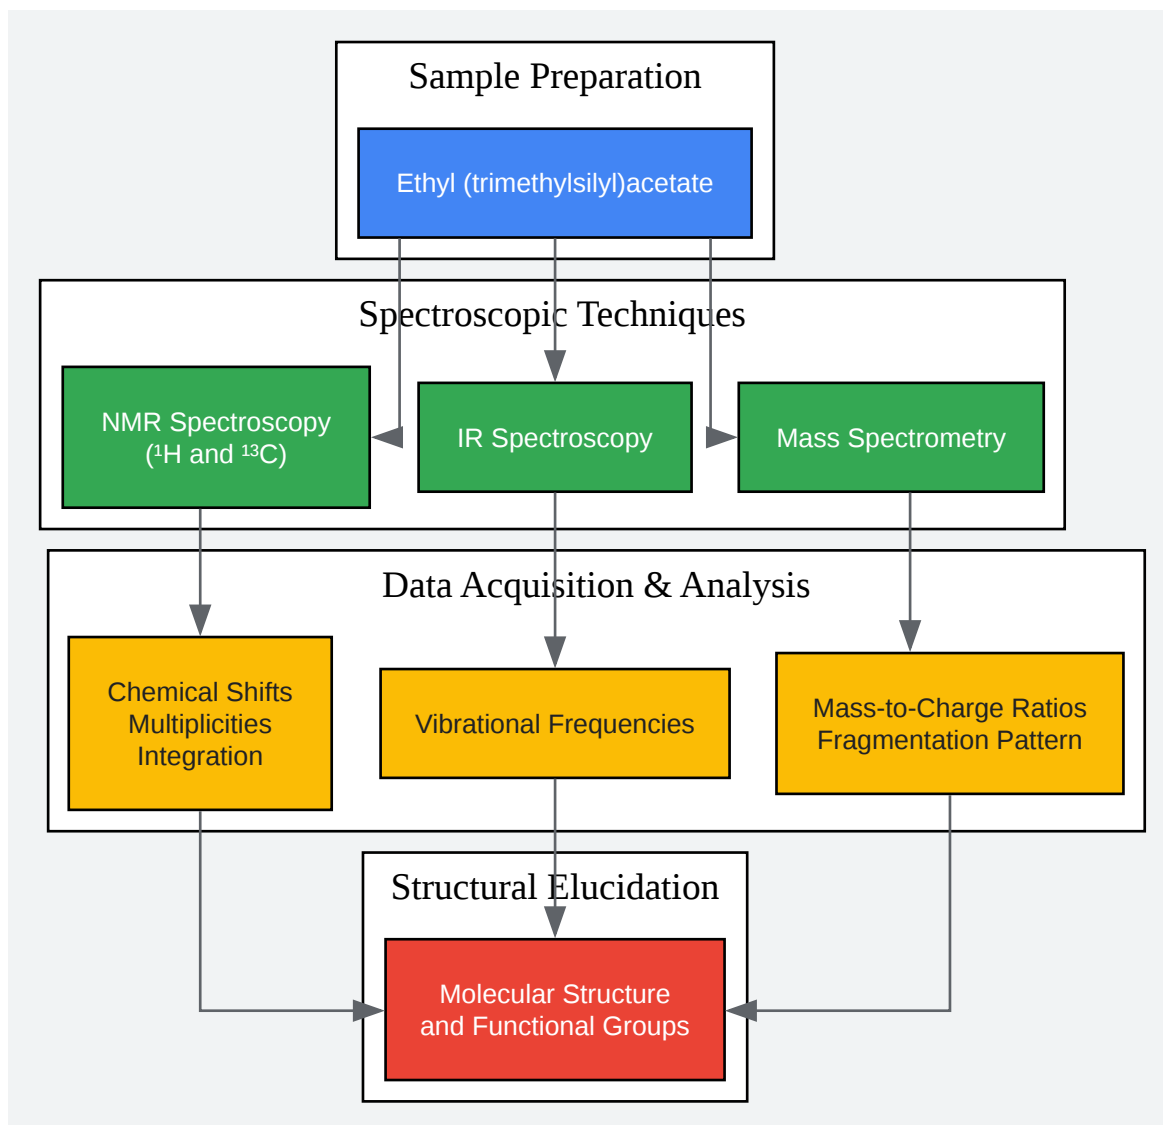 Sample Preparation
Ethyl (trimethylsilyl)acetate
Spectroscopic Techniques
NMR Spectroscopy
(¹H and ¹³C)
IR Spectroscopy
Mass Spectrometry
Data Acquisition & Analysis
Chemical Shifts
Multiplicities
Integration
Vibrational Frequencies
Mass-to-Charge Ratios
Fragmentation Pattern
Structural Elucidation
Molecular Structure
and Functional Groups